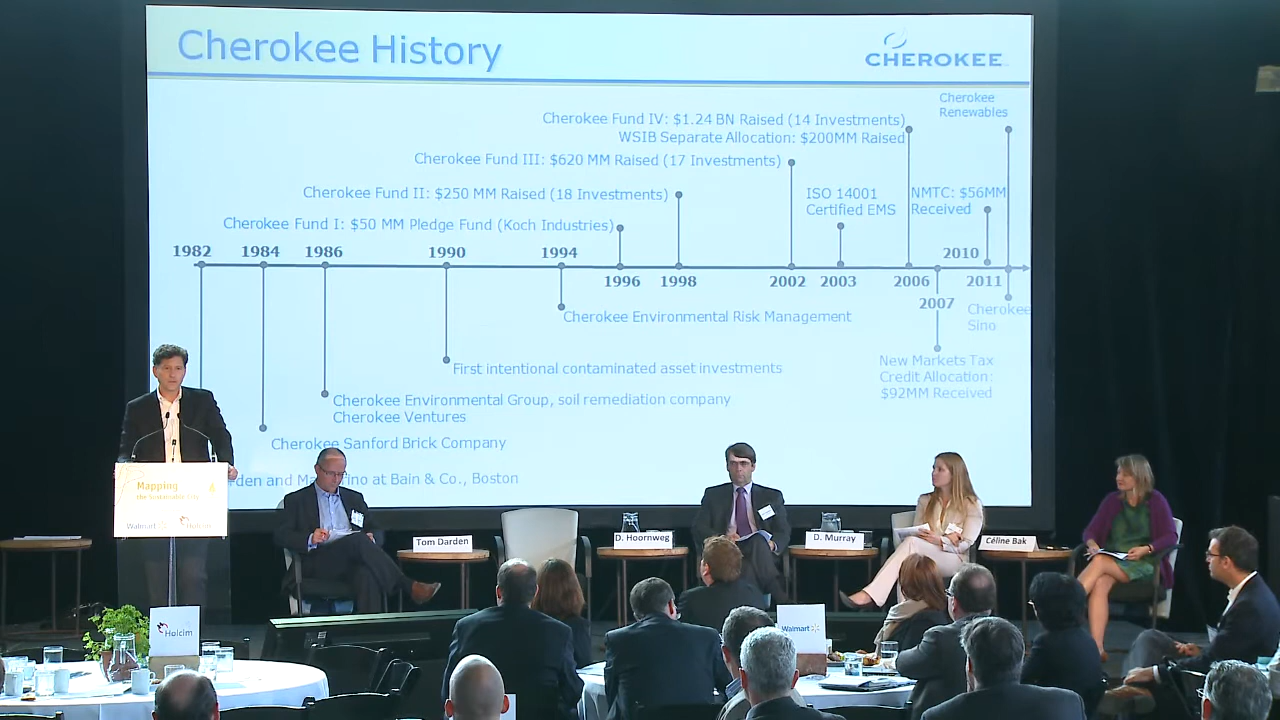 Cherokee History
CHEROKEE
Cherokee
Renewables
Cherokee Fund IV: $1.24 BN Raised (14 Investments)
WSIB Separate Allocation: $200MM Raised
Cherokee Fund III: $620 MM Raised (17 Investments)
ISO 14001
Certified EMS
NMTC: $56MM
Received
Cherokee Fund II: $250 MM Raised (18 Investments)
Cherokee Fund I: $50 MM Pledge Fund (Koch Industries)
1982 1984 1986 1990 1994 2010
1996 1998 2002 2003 2006 2011
2007
Cherokee
Sino
Cherokee Environmental Risk Management
New Markets Tax
Credit Allocation:
$92MM Received
First intentional contaminated asset investments
Cherokee Environmental Group, soil remediation company
Cherokee Ventures
Cherokee Sanford Brick Company
at Bain & Co., Boston
Mapping
Walmart Holcim
Tom Darden
D. Hoornweg
D. Murray
Céline Bak
Holcim
Walmart